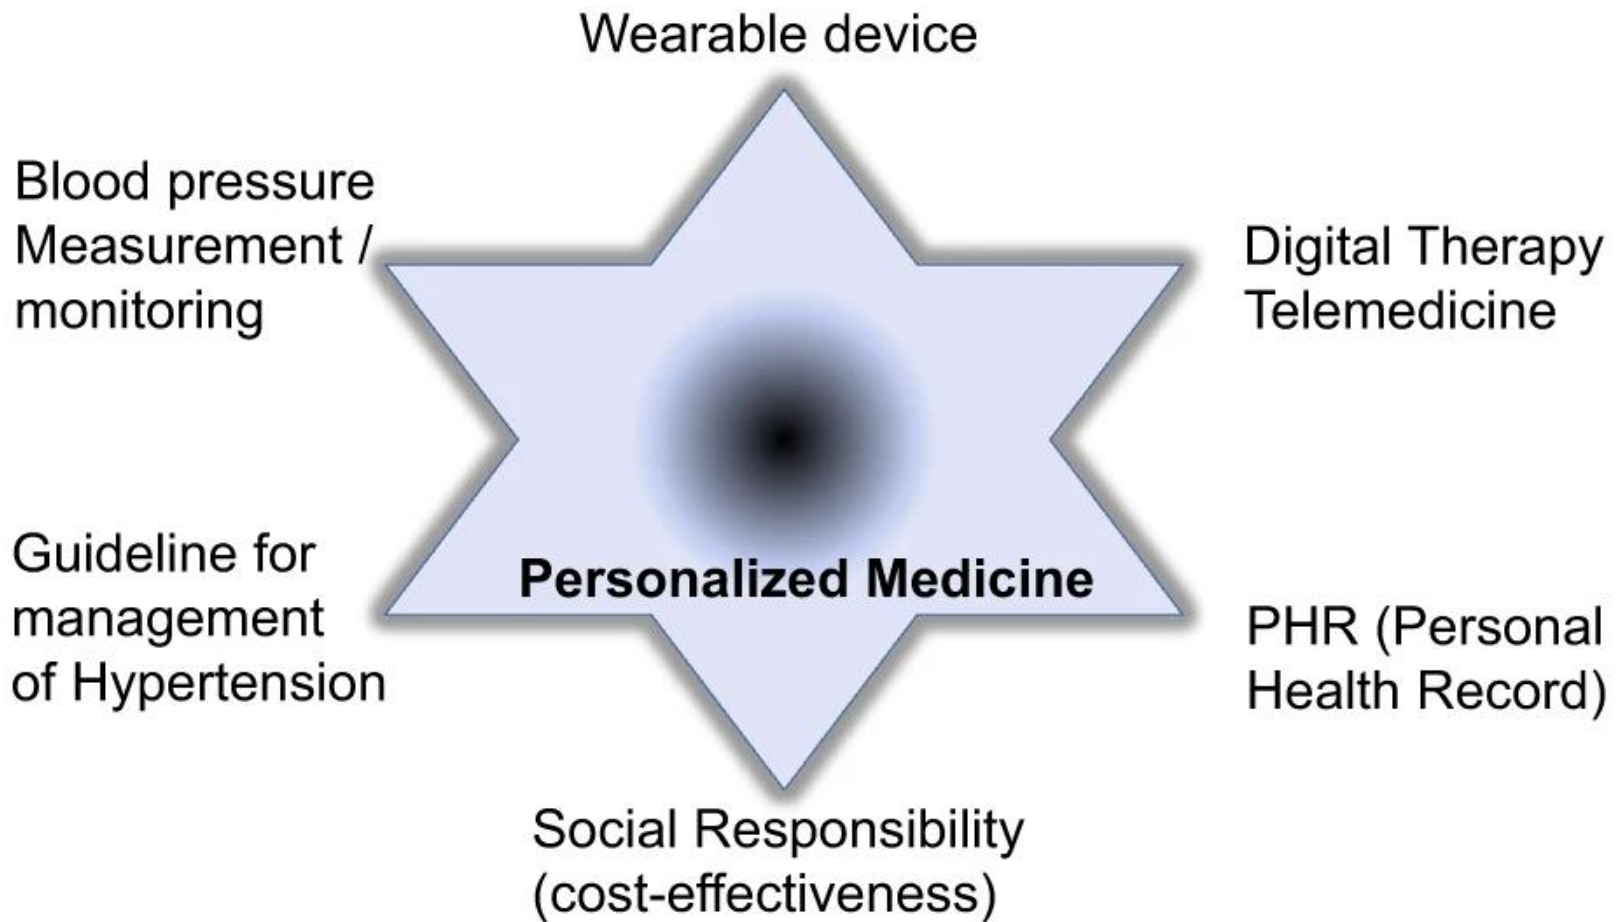 Wearable device
Blood pressure
Measurement /
monitoring
Digital Therapy
Telemedicine
Guideline for
management
of Hypertension
Personalized Medicine
PHR (Personal
Health Record)
Social Responsibility
(cost-effectiveness)